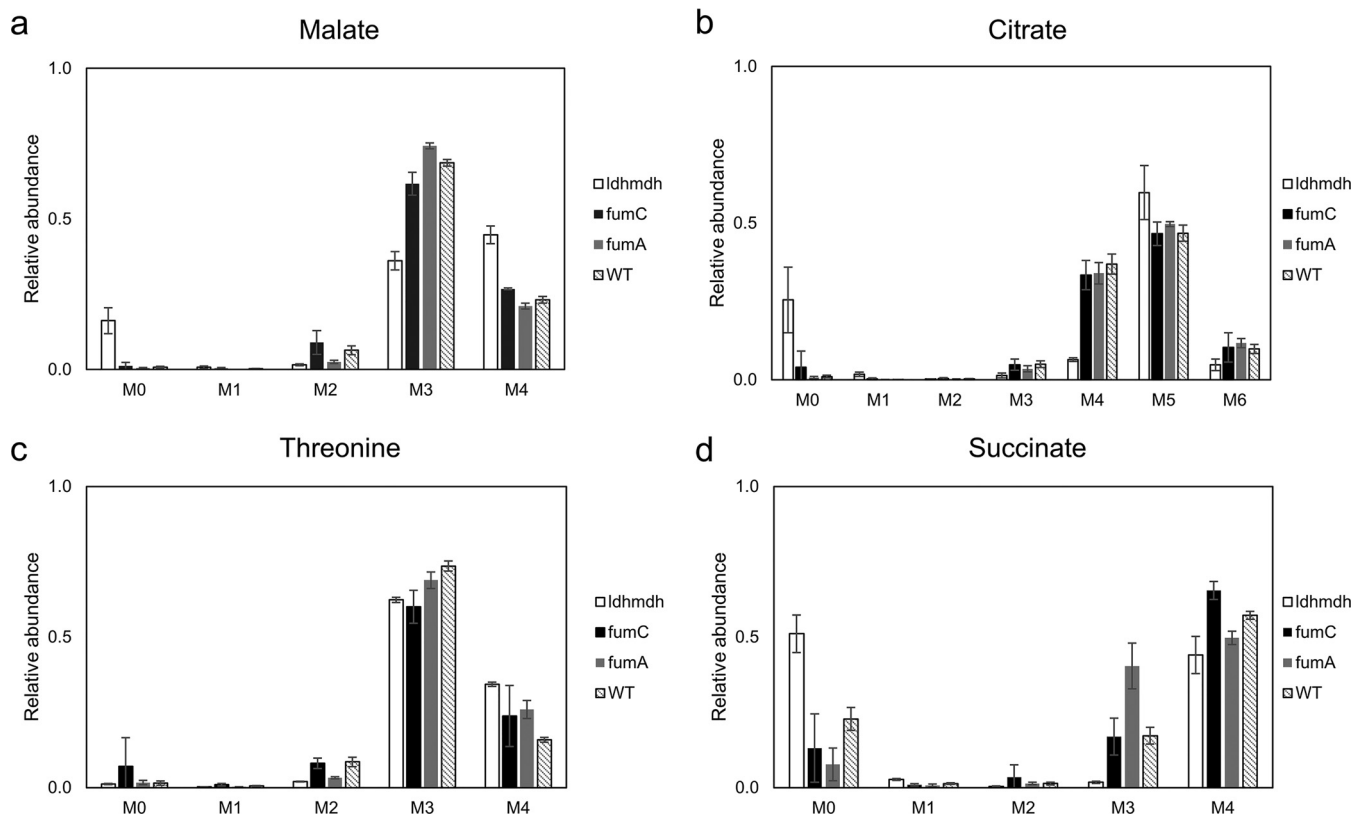 a
Malate
Relative abundance
1.0
0.5
0.0
M0 M1 M2 M3 M4
ldhmdh
fumC
fumA
WT
b
Citrate
Relative abundance
1.0
0.5
0.0
M0 M1 M2 M3 M4 M5 M6
ldhmdh
fumC
fumA
WT
c
Threonine
Relative abundance
1.0
0.5
0.0
M0 M1 M2 M3 M4
ldhmdh
fumC
fumA
WT
d
Succinate
Relative abundance
1.0
0.5
0.0
M0 M1 M2 M3 M4
ldhmdh
fumC
fumA
WT